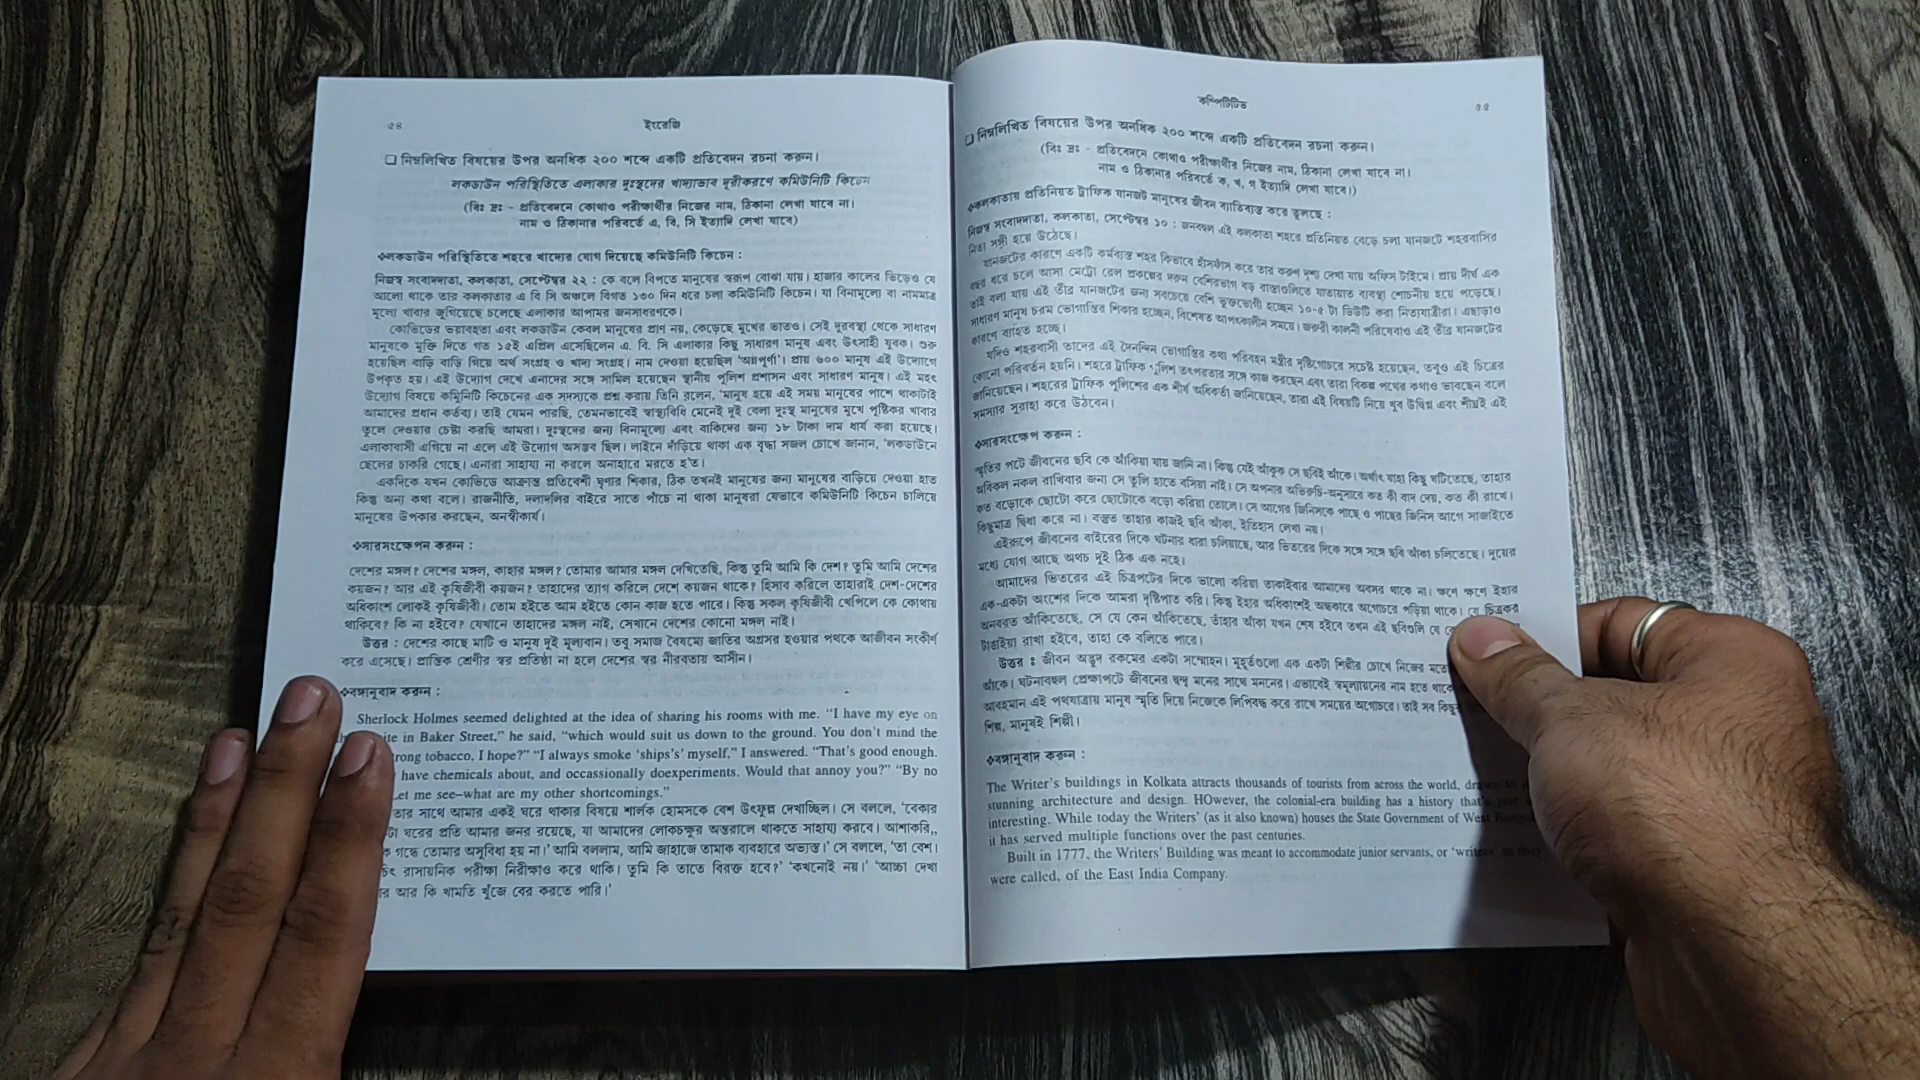 ৫৪
ইংরেজি
❑ নিম্নলিখিত বিষয়ের উপর অনধিক ২০০ শব্দে একটি প্রতিবেদন রচনা করুন।
লকডাউন পরিস্থিতিতে এলাকার দুঃস্থদের খাদ্যাভাব দূরীকরণে কমিউনিটি কিচেন
(বিঃ দ্রঃ - প্রতিবেদনে কোথাও পরীক্ষার্থীর নিজের নাম, ঠিকানা লেখা যাবে না।
নাম ও ঠিকানার পরিবর্তে এ, বি, সি ইত্যাদি লেখা যাবে)
❖লকডাউন পরিস্থিতিতে শহরে খাদ্যের যোগ দিয়েছে কমিউনিটি কিচেন :
নিজস্ব সংবাদদাতা, কলকাতা, সেপ্টেম্বর ২২ : কে বলে বিপতে মানুষের স্বরূপ বোঝা যায়। হাজার কালের ভিড়েও যে
আলো থাকে তার কলকাতার এ বি সি অঞ্চলে বিগত ১৩০ দিন ধরে চলা কমিউনিটি কিচেন। যা বিনামূল্যে বা নামমাত্র
মূল্যে খাবার জুগিয়েছে চলেছে এলাকার আপামর জনসাধারণকে।
কোভিডের ভয়াবহতা এবং লকডাউন কেবল মানুষের প্রাণ নয়, কেড়েছে মুখের ভাতও। সেই দুরবস্থা থেকে সাধারণ
মানুষকে মুক্তি দিতে গত ১৫ই এপ্রিল এসেছিলেন এ. বি. সি এলাকার কিছু সাধারণ মানুষ এবং উৎসাহী যুবক। শুরু
হয়েছিল বাড়ি বাড়ি গিয়ে অর্থ সংগ্রহ ও খাদ্য সংগ্রহ। নাম দেওয়া হয়েছিল ‘অন্নপূর্ণা’। প্রায় ৬০০ মানুষ এই উদ্যোগে
উপকৃত হয়। এই উদ্যোগ দেখে এনাদের সঙ্গে সামিল হয়েছেন স্থানীয় পুলিশ প্রশাসন এবং সাধারণ মানুষ। এই মহৎ
উদ্যোগ বিষয়ে কমিুনিটি কিচেনের এক সদস্যকে প্রশ্ন করায় তিনি বলেন, ‘মানুষ হয়ে এই সময় মানুষের পাশে থাকাটাই
আমাদের প্রধান কর্তব্য। তাই যেমন পারছি, তেমনভাবেই স্বাস্থ্যবিধি মেনেই দুই বেলা দুঃস্থ মানুষের মুখে পুষ্টিকর খাবার
তুলে দেওয়ার চেষ্টা করছি আমরা। দুঃস্থদের জন্য বিনামূল্যে এবং বাকিদের জন্য ১৮ টাকা দাম ধার্য করা হয়েছে।
এলাকাবাসী এগিয়ে না এলে এই উদ্যোগ অসম্ভব ছিল। লাইনে দাঁড়িয়ে থাকা এক বৃদ্ধা সজল চোখে জানান, ‘লকডাউনে
ছেলের চাকরি গেছে। এনারা সাহায্য না করলে অনাহারে মরতে হ’ত।
একদিকে যখন কোভিডে আক্রান্ত প্রতিবেশী ঘৃণার শিকার, ঠিক তখনই মানুষের জন্য মানুষের বাড়িয়ে দেওয়া হাত
কিন্তু অন্য কথা বলে। রাজনীতি, দলাদলির বাইরে সাতে পাঁচে না থাকা মানুষরা যেভাবে কমিউনিটি কিচেন চালিয়ে
মানুষের উপকার করছেন, অনস্বীকার্য।
❖সারসংক্ষেপন করুন :
দেশের মঙ্গল? দেশের মঙ্গল, কাহার মঙ্গল? তোমার আমার মঙ্গল দেখিতেছি, কিন্তু তুমি আমি কি দেশ? তুমি আমি দেশের
কয়জন? আর এই কৃষিজীবী কয়জন? তাহাদের ত্যাগ করিলে দেশে কয়জন থাকে? হিসাব করিলে তাহারাই দেশ-দেশের
অধিকাংশ লোকই কৃষিজীবী। তোম হইতে আম হইতে কোন কাজ হতে পারে। কিন্তু সকল কৃষিজীবী খেপিলে কে কোথায়
থাকিবে? কি না হইবে? যেখানে তাহাদের মঙ্গল নাই, সেখানে দেশের কোনো মঙ্গল নাই।
উত্তর : দেশের কাছে মাটি ও মানুষ দুই মূল্যবান। তবু সমাজ বৈষম্যে জাতির অগ্রসর হওয়ার পথকে আজীবন সংকীর্ণ
করে এসেছে। প্রান্তিক শ্রেণীর স্বর প্রতিষ্ঠা না হলে দেশের স্বর নীরবতায় আসীন।
❖বঙ্গানুবাদ করুন :
Sherlock Holmes seemed delighted at the idea of sharing his rooms with me. “I have my eye on
ite in Baker Street,” he said, “which would suit us down to the ground. You don’t mind the
rong tobacco, I hope?” “I always smoke ‘ships’s’ myself,” I answered. “That’s good enough.
have chemicals about, and occassionally doexperiments. Would that annoy you?” “By no
Let me see–what are my other shortcomings.”
তার সাথে আমার একই ঘরে থাকার বিষয়ে শার্লক হোমসকে বেশ উৎফুল্ল দেখাচ্ছিল। সে বললে, ‘বেকার
টা ঘরের প্রতি আমার জনর রয়েছে, যা আমাদের লোকচক্ষুর অন্তরালে থাকতে সাহায্য করবে। আশাকরি,,
ক গন্ধে তোমার অসুবিধা হয় না।’ আমি বললাম, আমি জাহাজে তামাক ব্যবহারে অভ্যস্ত।’ সে বললে, ‘তা বেশ।
চিৎ রাসায়নিক পরীক্ষা নিরীক্ষাও করে থাকি। তুমি কি তাতে বিরক্ত হবে?’ ‘কখনোই নয়।’ ‘আচ্ছা দেখা
র আর কি খামতি খুঁজে বের করতে পারি।’
কম্পিটিটিভ
৫৫
❑ নিম্নলিখিত বিষয়ের উপর অনধিক ২০০ শব্দে একটি প্রতিবেদন রচনা করুন।
(বিঃ দ্রঃ - প্রতিবেদনে কোথাও পরীক্ষার্থীর নিজের নাম, ঠিকানা লেখা যাবে না।
নাম ও ঠিকানার পরিবর্তে ক, খ, গ ইত্যাদি লেখা যাবে।)
❖কলকাতায় প্রতিনিয়ত ট্রাফিক যানজট মানুষের জীবন ব্যতিব্যস্ত করে তুলছে :
নিজস্ব সংবাদদাতা, কলকাতা, সেপ্টেম্বর ১০ : জনবহুল এই কলকাতা শহরে প্রতিনিয়ত বেড়ে চলা যানজটে শহরবাসির
নিত্য সঙ্গী হয়ে উঠেছে।
যানজটের কারণে একটি কর্মব্যস্ত শহর কিভাবে হাঁসফাঁস করে তার করুণ দৃশ্য দেখা যায় অফিস টাইমে। প্রায় দীর্ঘ এক
বছর ধরে চলে আসা মেট্রো রেল প্রকল্পের দরুন বেশিরভাগ বড় রাস্তাগুলিতে যাতায়াত ব্যবস্থা শোচনীয় হয়ে পড়েছে।
তাই বলা যায় এই তীব্র যানজটের জন্য সবচেয়ে বেশি ভুক্তভোগী হচ্ছেন ১০-৫ টা ডিউটি করা নিত্যযাত্রীরা। এছাড়াও
সাধারণ মানুষ চরম ভোগান্তির শিকার হচ্ছেন, বিশেষত আপৎকালীন সময়ে। জরুরী কালনী পরিষেবাও এই তীব্র যানজটের
কারণে ব্যাহত হচ্ছে।
যদিও শহরবাসী তাদের এই দৈনন্দিন ভোগান্তির কথা পরিবহন মন্ত্রীর দৃষ্টিগোচরে সচেষ্ট হয়েছেন, তবুও এই চিত্রের
কোনো পরিবর্তন হয়নি। শহরে ট্রাফিক পুলিশ তৎপরতার সঙ্গে কাজ করছেন এবং তারা বিকল্প পথের কথাও ভাবছেন বলে
জানিয়েছেন। শহরের ট্রাফিক পুলিশের এক শীর্ষ অধিকর্তা জানিয়েছেন, তারা এই বিষয়টি নিয়ে খুব উদ্বিগ্ন এবং শীঘ্রই এই
সমস্যার সুরাহা করে উঠবেন।
❖সারসংক্ষেপ করুন :
স্মৃতির পটে জীবনের ছবি কে আঁকিয়া যায় জানি না। কিন্তু যেই আঁকুক সে ছবিই আঁকে। অর্থাৎ যাহা কিছু ঘটিতেছে, তাহার
অবিকল নকল রাখিবার জন্য সে তুলি হাতে বসিয়া নাই। সে আপনার অভিরুচি-অনুসারে কত কী বাদ দেয়, কত কী রাখে।
কত বড়োকে ছোটো করে ছোটোকে বড়ো করিয়া তোলে। সে আগের জিনিসকে পাছে ও পাছের জিনিস আগে সাজাইতে
কিছুমাত্র দ্বিধা করে না। বস্তুত তাহার কাজই ছবি আঁকা, ইতিহাস লেখা নয়।
এইরূপে জীবনের বাইরের দিকে ঘটনার ধারা চলিয়াছে, আর ভিতরের দিকে সঙ্গে সঙ্গে ছবি আঁকা চলিতেছে। দুয়ের
মধ্যে যোগ আছে অথচ দুই ঠিক এক নহে।
আমাদের ভিতরের এই চিত্রপটের দিকে ভালো করিয়া তাকাইবার আমাদের অবসর থাকে না। ক্ষণে ক্ষণে ইহার
এক-একটা অংশের দিকে আমরা দৃষ্টিপাত করি। কিন্তু ইহার অধিকাংশই অন্ধকারে অগোচরে পড়িয়া থাকে। যে চিত্রকর
অনবরত আঁকিতেছে, সে যে কেন আঁকিতেছে, তাঁহার আঁকা যখন শেষ হইবে তখন এই ছবিগুলি যে
টাঙাইয়া রাখা হইবে, তাহা কে বলিতে পারে।
উত্তর : জীবন অদ্ভুদ রকমের একটা সম্মোহন। মুহূর্তগুলো এক একটা শিল্পীর চোখে নিজের মতো
আঁকে। ঘটনাবহুল প্রেক্ষাপটে জীবনের দ্বন্দ্ব মনের সাথে মননের। এভাবেই স্বমূল্যায়নের নাম হতে থাকে
আবহমান এই পথযাত্রায় মানুষ স্মৃতি দিয়ে নিজেকে লিপিবদ্ধ করে রাখে সময়ের অগোচরে। তাই সব কিছু
শিল্প, মানুষই শিল্পী।
❖বঙ্গানুবাদ করুন :
The Writer’s buildings in Kolkata attracts thousands of tourists from across the world,
stunning architecture and design. HOwever, the colonial-era building has a history that’s
interesting. While today the Writers’ (as it also known) houses the State Government of West Bengal
it has served multiple functions over the past centuries.
Built in 1777, the Writers’ Building was meant to accommodate junior servants, or ‘writers’ as they
were called, of the East India Company.